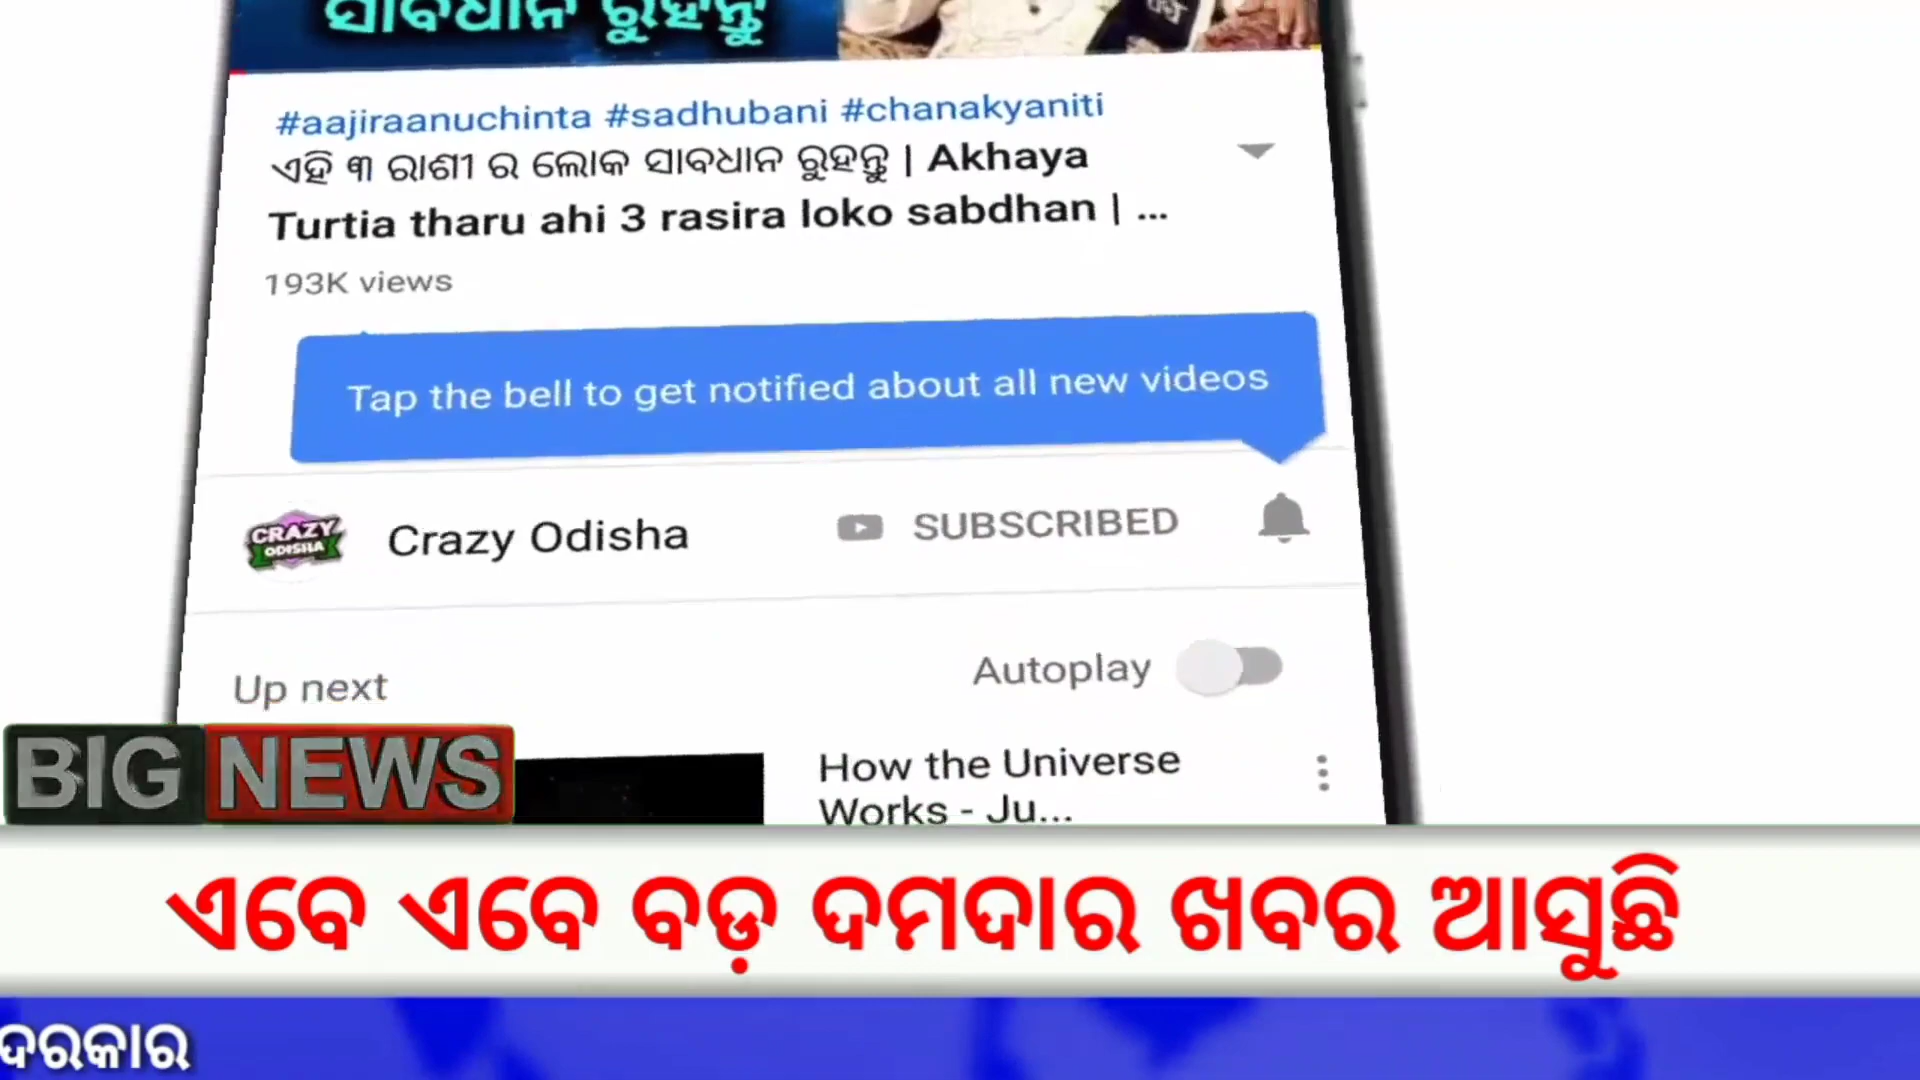 ସାବଧାନ ରୁହନ୍ତୁ
#aajiraanuchinta #sadhubani #chanakyaniti
ଏହି ୩ ରାଶୀ ର ଲୋକ ସାବଧାନ ରୁହନ୍ତୁ | Akhaya
Turtia tharu ahi 3 rasira loko sabdhan | ...
193K views
Tap the bell to get notified about all new videos
CRAZY
ODISHA
Crazy Odisha
SUBSCRIBED
Up next
Autoplay
How the Universe
Works - Ju...
BIG NEWS
ଏବେ ଏବେ ବଡ଼ ଦମଦାର ଖବର ଆସୁଛି
ଦରକାର